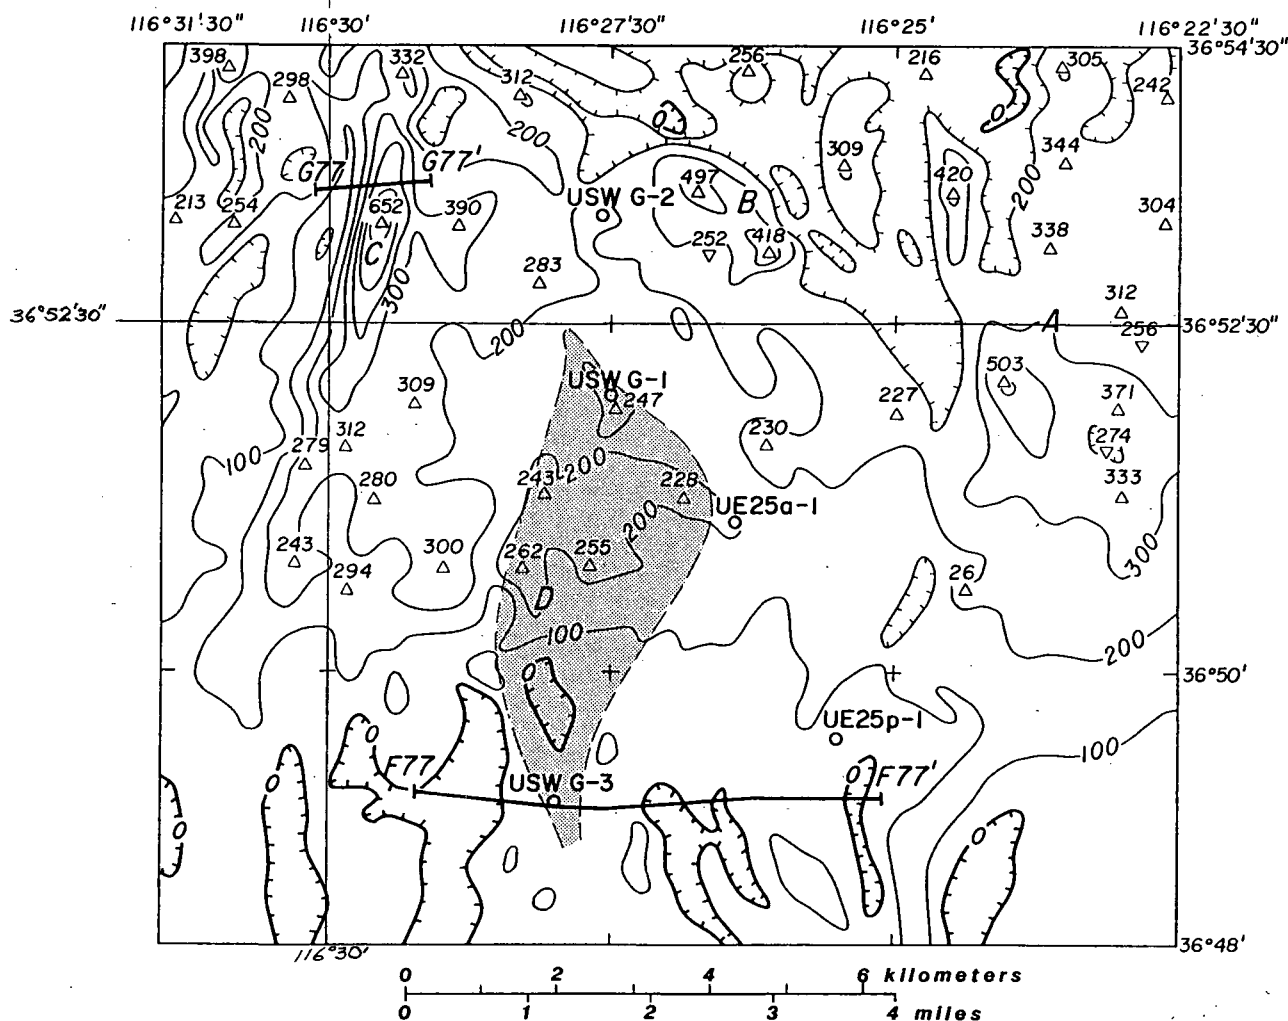 116°31'30" 116°30' 116°27'30" 116°25' 116°22'30"
36°54'30"
398 332 312 256 216 305
298 242
200 200 0 0
309 344
G77 G77' 497 420 200
USW G-2 B
213 254 652 390 304
C 252 418 338
283
300
312
36°52'30" A 36°52'30"
200 256
503
309 USW G-1
247 227 371
312 230 274
279
100 200
280 243 228 333
UE25a-1
200
243 300 262 255 300
294 26
D
100
200
0 36°50'
0 UE25p-1
100
F77 F77'
0 USW G-3 0
0 0
116°30' 36°48'
0 2 4 6 kilometers
0 1 2 3 4 miles